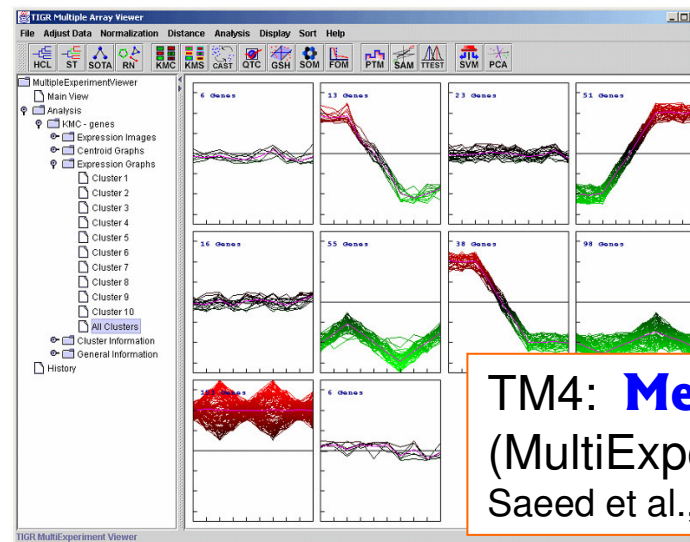 TIGR Multiple Array Viewer
File Adjust Data Normalization Distance Analysis Display Sort Help
HCL ST SOTA RN KMC KMS CAST QTC GSH SOM FOM PTM SAM TTEST SVM PCA
MultipleExperimentViewer
Main View
Analysis
KMC - genes
Expression Images
Centroid Graphs
Expression Graphs
Cluster 1
Cluster 2
Cluster 3
Cluster 4
Cluster 5
Cluster 6
Cluster 7
Cluster 8
Cluster 9
Cluster 10
All Clusters
Cluster Information
General Information
History
6 Genes
13 Genes
23 Genes
51 Genes
16 Genes
55 Genes
38 Genes
98 Genes
Genes
6 Genes
TM4: Me
(MultiExpe
Saeed et al.,
TIGR MultiExperiment Viewer